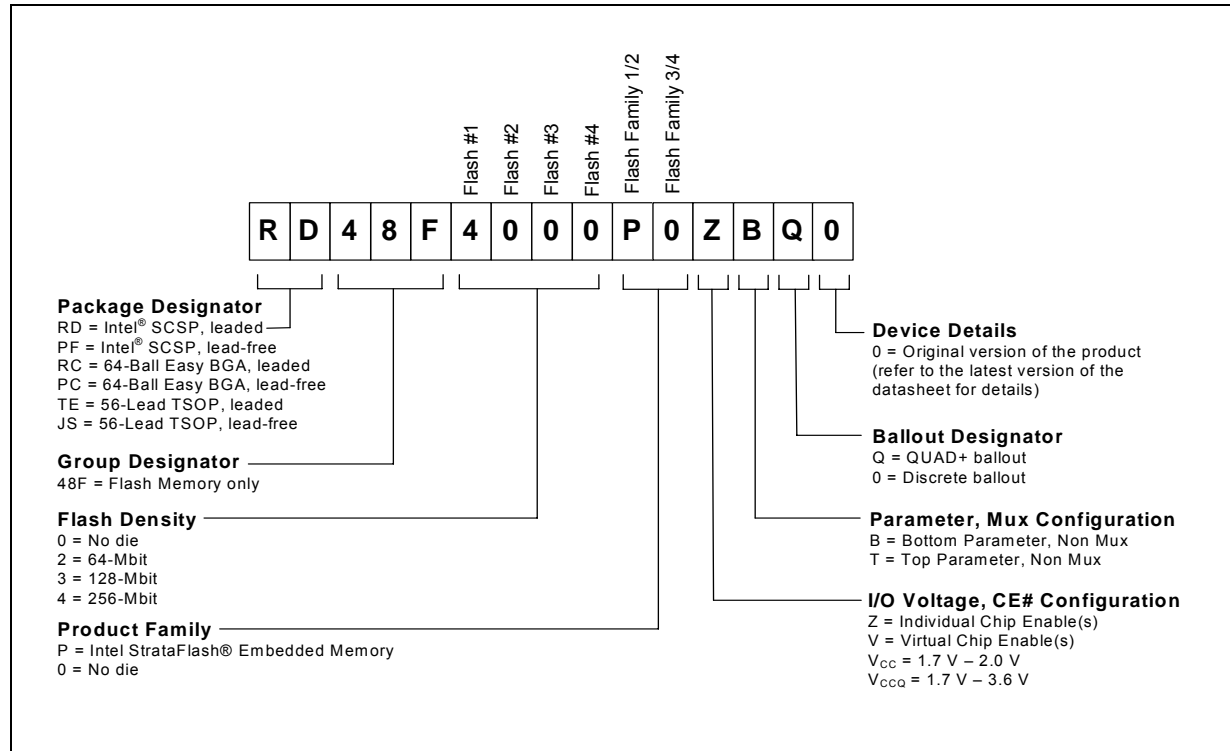 Flash #1
Flash #2
Flash #3
Flash #4
Flash Family 1/2
Flash Family 3/4
R D 4 8 F 4 0 0 0 P 0 Z B Q 0
Package Designator
RD = Intel® SCSP, leaded
PF = Intel® SCSP, lead-free
RC = 64-Ball Easy BGA, leaded
PC = 64-Ball Easy BGA, lead-free
TE = 56-Lead TSOP, leaded
JS = 56-Lead TSOP, lead-free
Group Designator
48F = Flash Memory only
Flash Density
0 = No die
2 = 64-Mbit
3 = 128-Mbit
4 = 256-Mbit
Product Family
P = Intel StrataFlash® Embedded Memory
0 = No die
Device Details
0 = Original version of the product
(refer to the latest version of the
datasheet for details)
Ballout Designator
Q = QUAD+ ballout
0 = Discrete ballout
Parameter, Mux Configuration
B = Bottom Parameter, Non Mux
T = Top Parameter, Non Mux
I/O Voltage, CE# Configuration
Z = Individual Chip Enable(s)
V = Virtual Chip Enable(s)
VCC = 1.7 V – 2.0 V
VCCQ = 1.7 V – 3.6 V